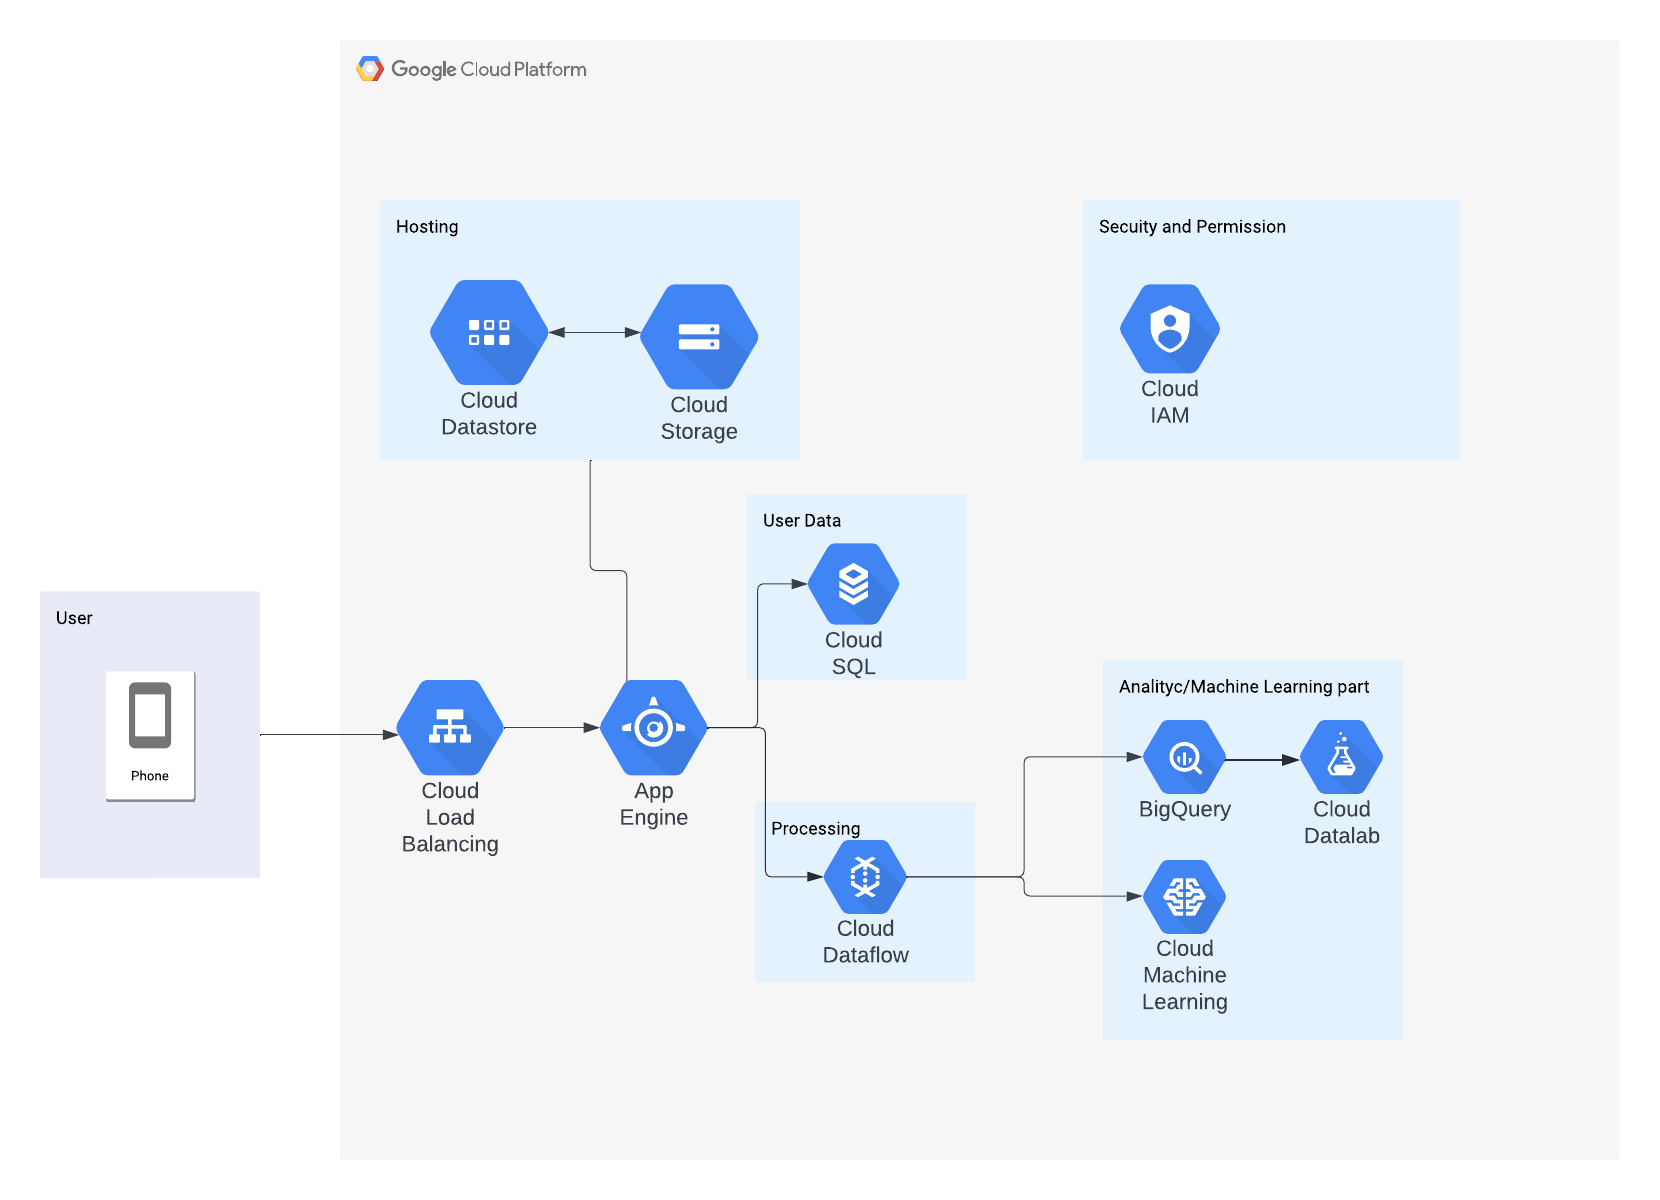 Google Cloud Platform
Hosting
Cloud
Datastore
Cloud
Storage
Secuity and Permission
Cloud
IAM
User Data
Cloud
SQL
User
Phone
Cloud
Load
Balancing
App
Engine
Processing
Cloud
Dataflow
Analityc/Machine Learning part
BigQuery
Cloud
Datalab
Cloud
Machine
Learning